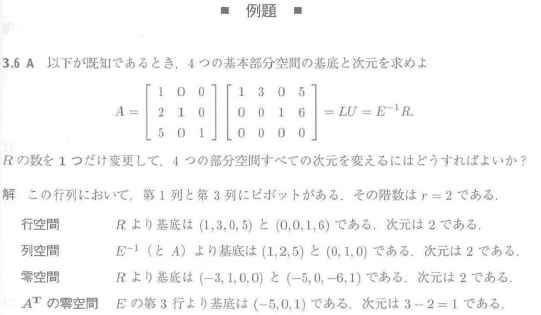 ■ 例題 ■
3.6 A 以下が既知であるとき，4つの基本部分空間の基底と次元を求めよ
A = [1 0 0; 2 1 0; 5 0 1] [1 3 0 5; 0 0 1 6; 0 0 0 0] = LU = E⁻¹R.
Rの数を1つだけ変更して，4つの部分空間すべての次元を変えるにはどうすればよいか？
解 この行列において，第1列と第3列にピボットがある．その階数は r = 2 である．
行空間 R より基底は (1,3,0,5) と (0,0,1,6) である．次元は 2 である．
列空間 E⁻¹（と A）より基底は (1,2,5) と (0,1,0) である．次元は 2 である．
零空間 R より基底は (−3,1,0,0) と (−5,0,−6,1) である．次元は 2 である．
Aᵀ の零空間 E の第3行より基底は (−5,0,1) である．次元は 3 − 2 = 1 である．